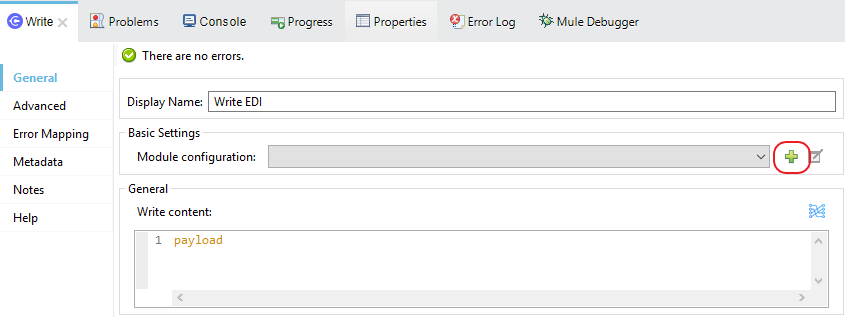 Write Problems Console Progress Properties Error Log Mule Debugger
There are no errors.
General
Advanced
Error Mapping
Metadata
Notes
Help
Display Name: Write EDI
Basic Settings
Module configuration:
General
Write content:
1 payload